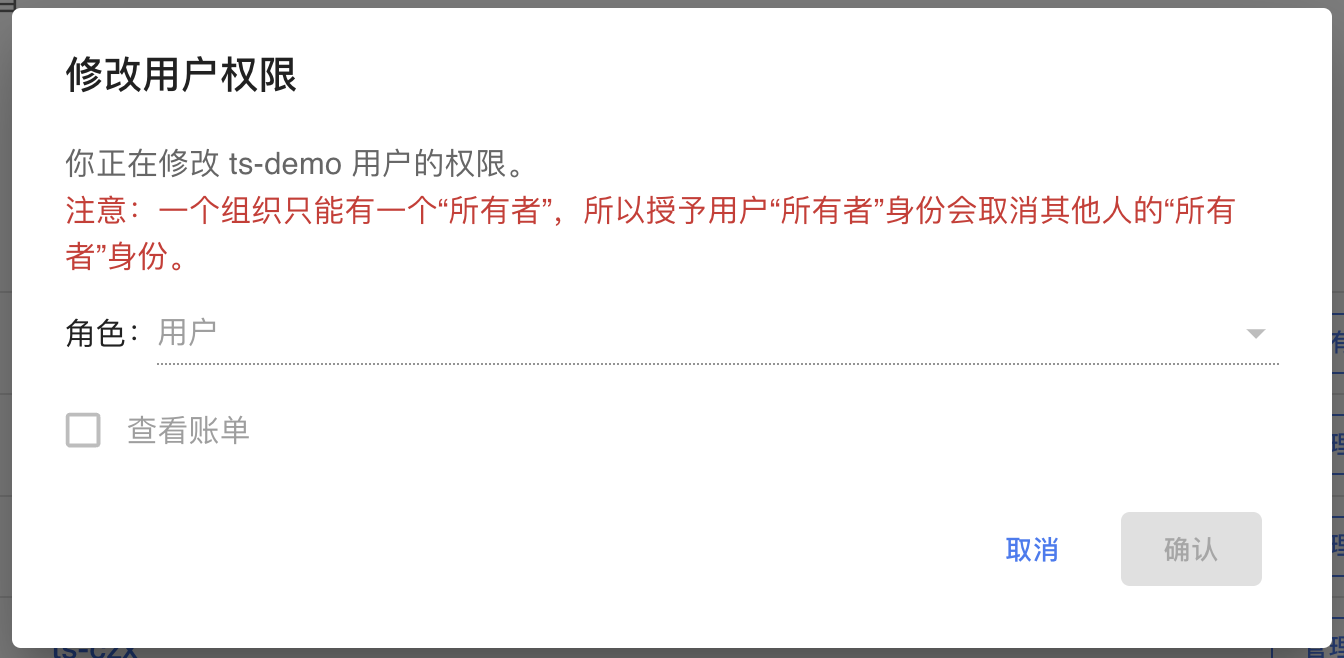 修改用户权限
你正在修改 ts-demo 用户的权限。
注意：一个组织只能有一个“所有者”，所以授予用户“所有者”身份会取消其他人的“所有
者”身份。
角色：用户
查看账单
取消 确认